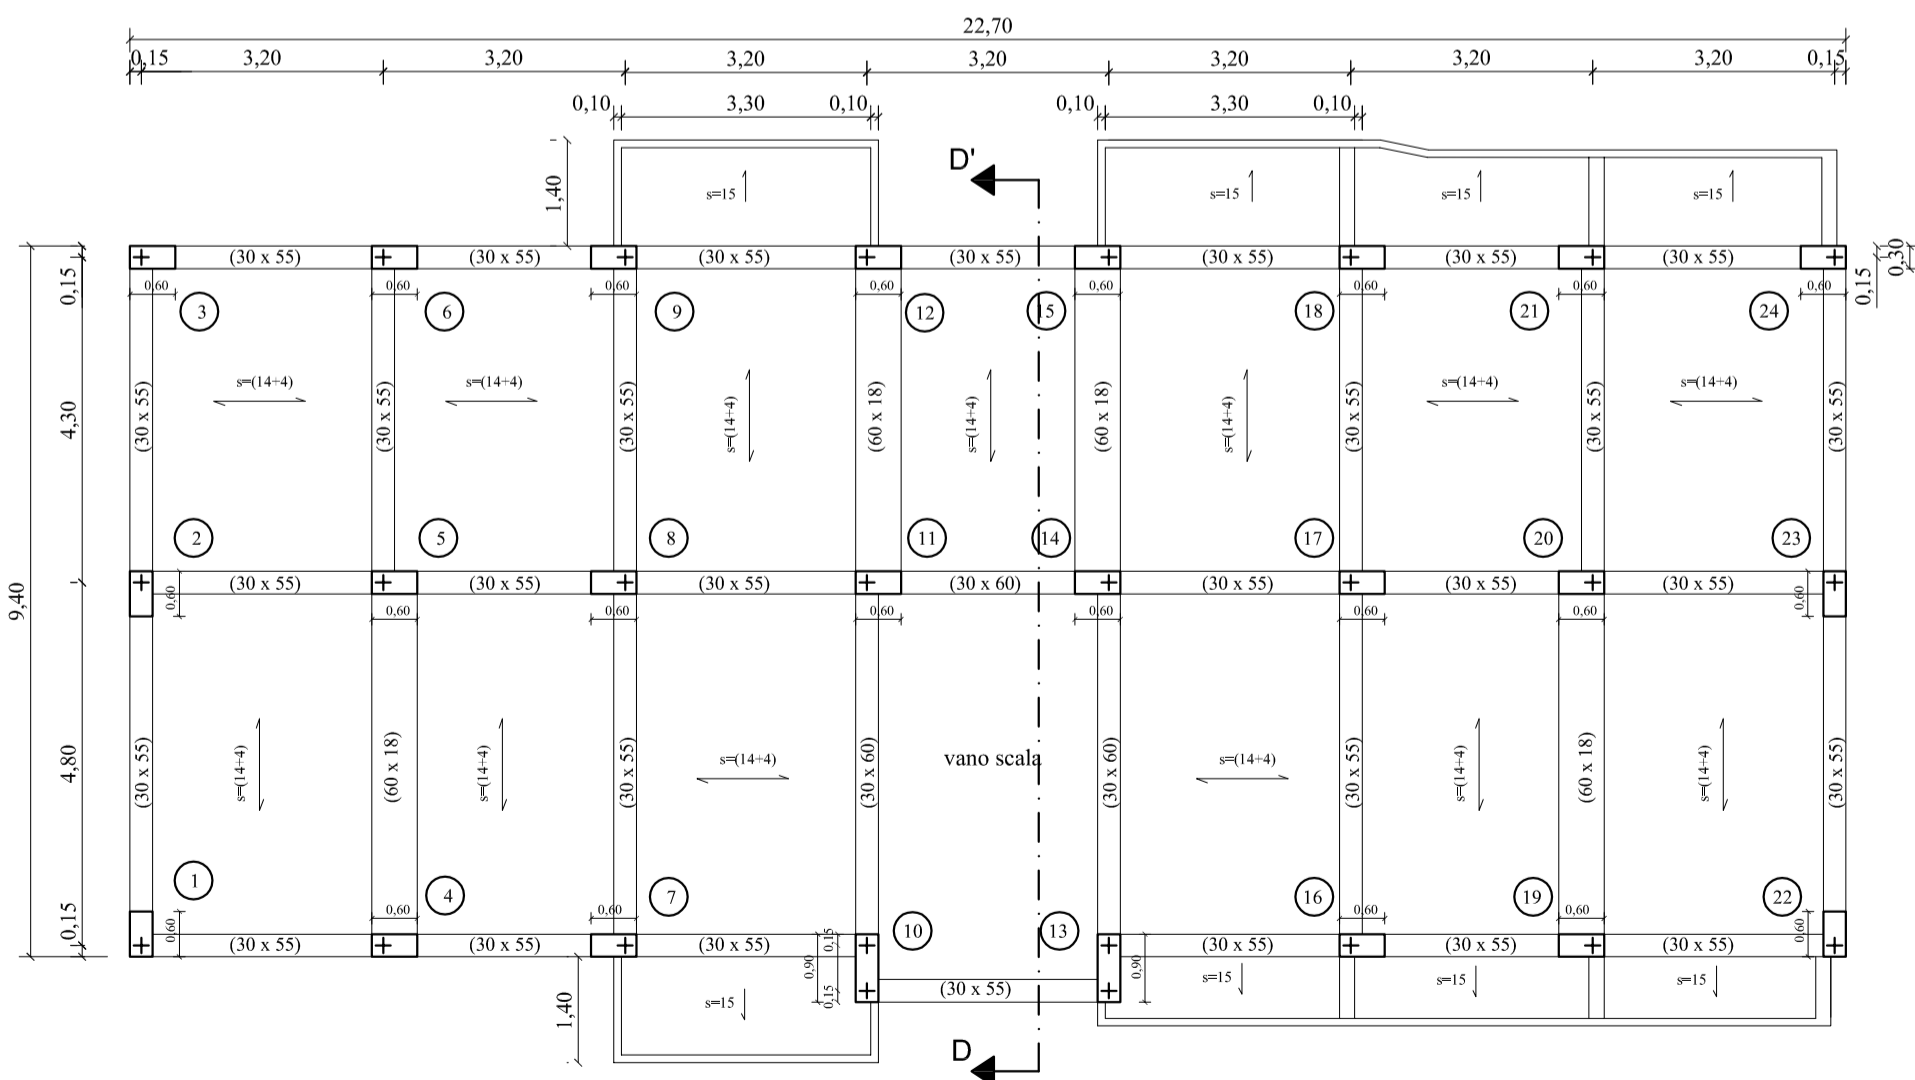 22,70
0,15 3,20 3,20 3,20 3,20 3,20 3,20 3,20 0,15
0,10 3,30 0,10 0,10 3,30 0,10
D'
1,40 s=15 s=15 s=15 s=15
(30 x 55) (30 x 55) (30 x 55) (30 x 55) (30 x 55) (30 x 55) (30 x 55) 0,30
0,15 0,60 0,60 0,60 0,60 0,60 0,60 0,60 0,60 0,15
3 6 9 12 15 18 21 24
s=(14+4) s=(14+4) s=(14+4) s=(14+4)
4,30 (30 x 55) (30 x 55) (30 x 55) s=(14+4) (60 x 18) s=(14+4) (60 x 18) s=(14+4) (30 x 55) (30 x 55) (30 x 55)
2 5 8 11 14 17 20 23
(30 x 55) (30 x 55) (30 x 55) (30 x 60) (30 x 55) (30 x 55) (30 x 55)
9,40 0,60 0,60 0,60 0,60 0,60 0,60 0,60 0,60
4,80 (30 x 55) s=(14+4) (60 x 18) s=(14+4) (30 x 55) s=(14+4) (30 x 60) vano scala (30 x 60) s=(14+4) (30 x 55) s=(14+4) (60 x 18) s=(14+4) (30 x 55)
1 4 7 16 19 22
0,15 0,60 0,60 0,60 0,60 0,60 0,60
10 13
(30 x 55) (30 x 55) (30 x 55) 0,15 (30 x 55) (30 x 55) (30 x 55)
0,90 0,90
s=15 s=15 s=15
(30 x 55)
1,40 s=15 0,15
D